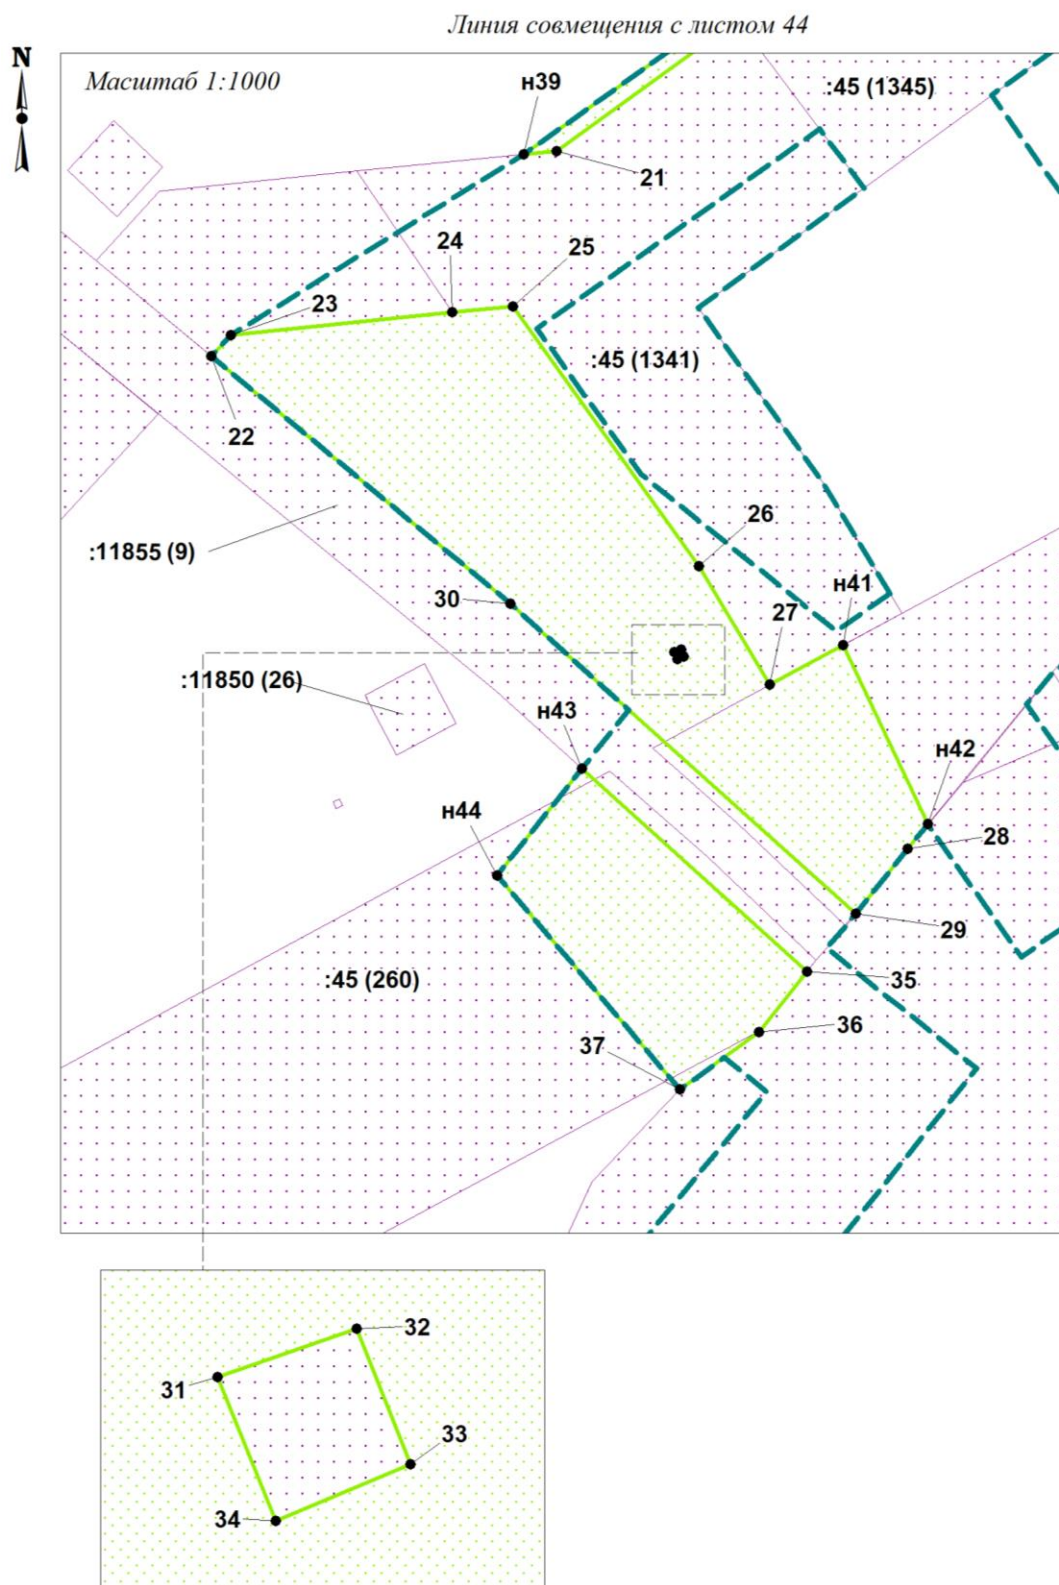 Линия совмещения с листом 44
N
Масштаб 1:1000
н39
:45 (1345)
21
24
25
23
:45 (1341)
22
26
:11855 (9)
н41
30
27
:11850 (26)
н43
н42
н44
28
29
:45 (260)
35
36
37
32
31
33
34